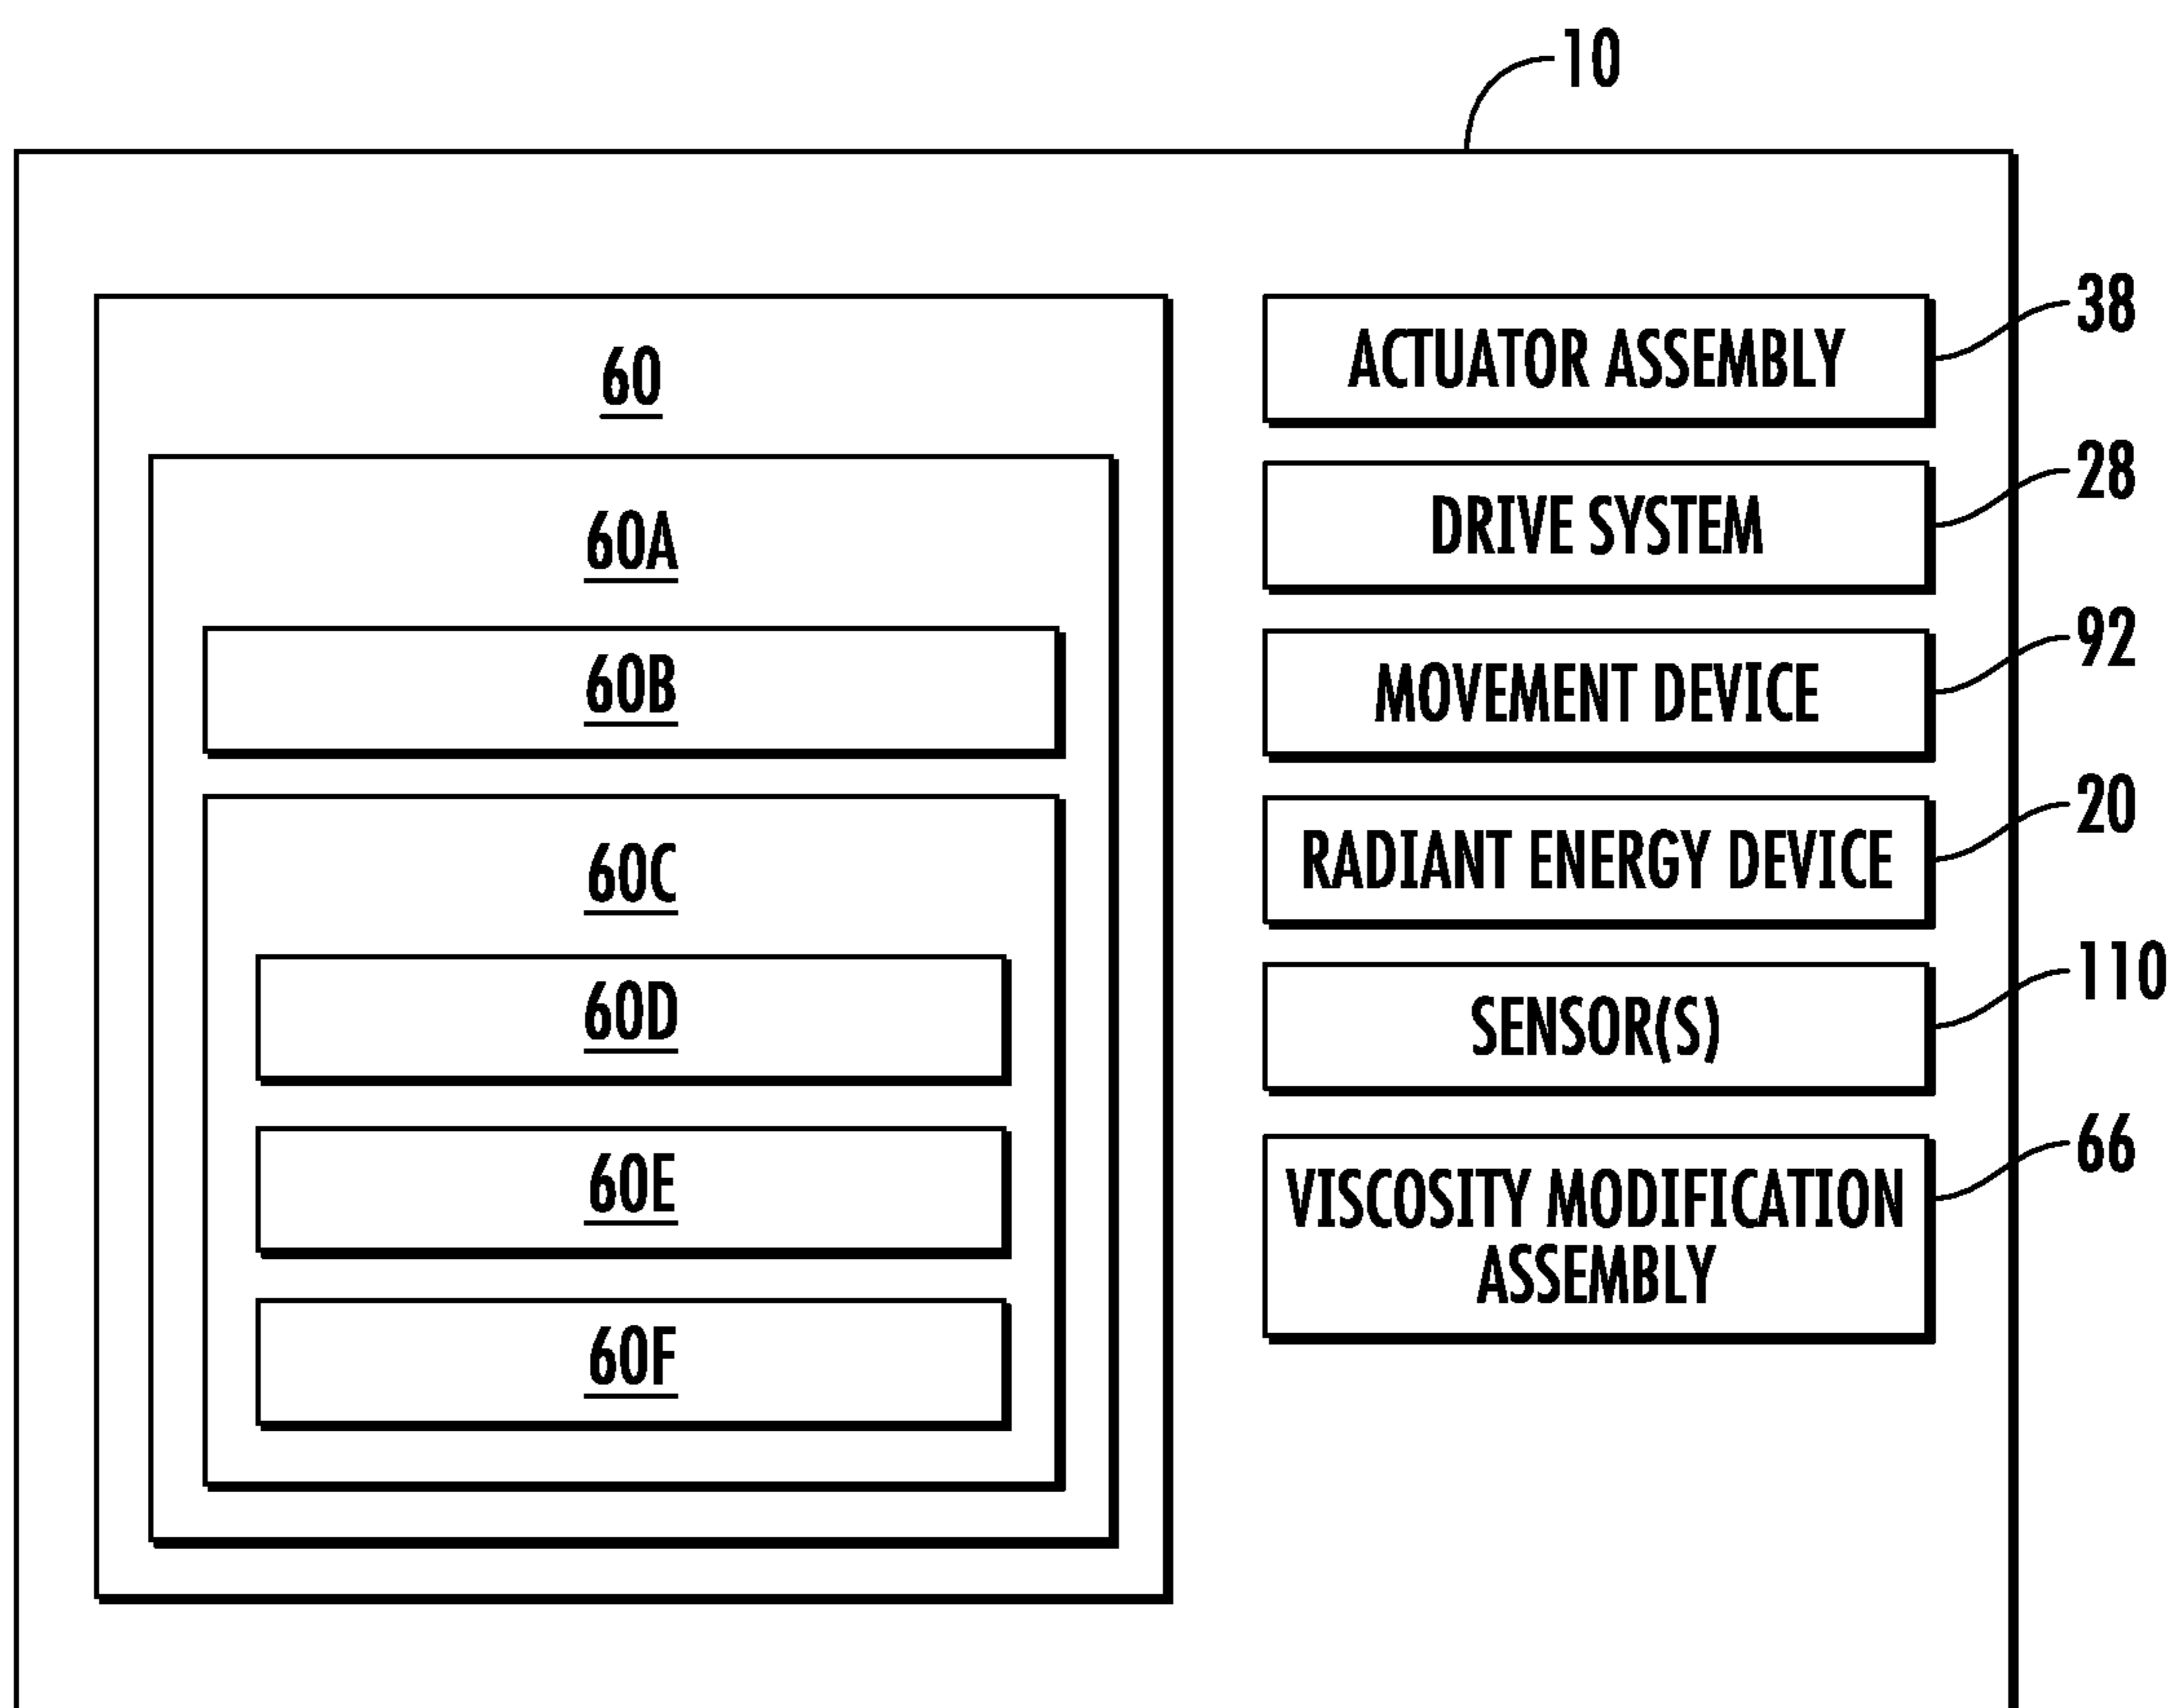 10
60
60A
60B
60C
60D
60E
60F
ACTUATOR ASSEMBLY
38
DRIVE SYSTEM
28
MOVEMENT DEVICE
92
RADIANT ENERGY DEVICE
20
SENSOR(S)
110
VISCOSITY MODIFICATION
ASSEMBLY
66